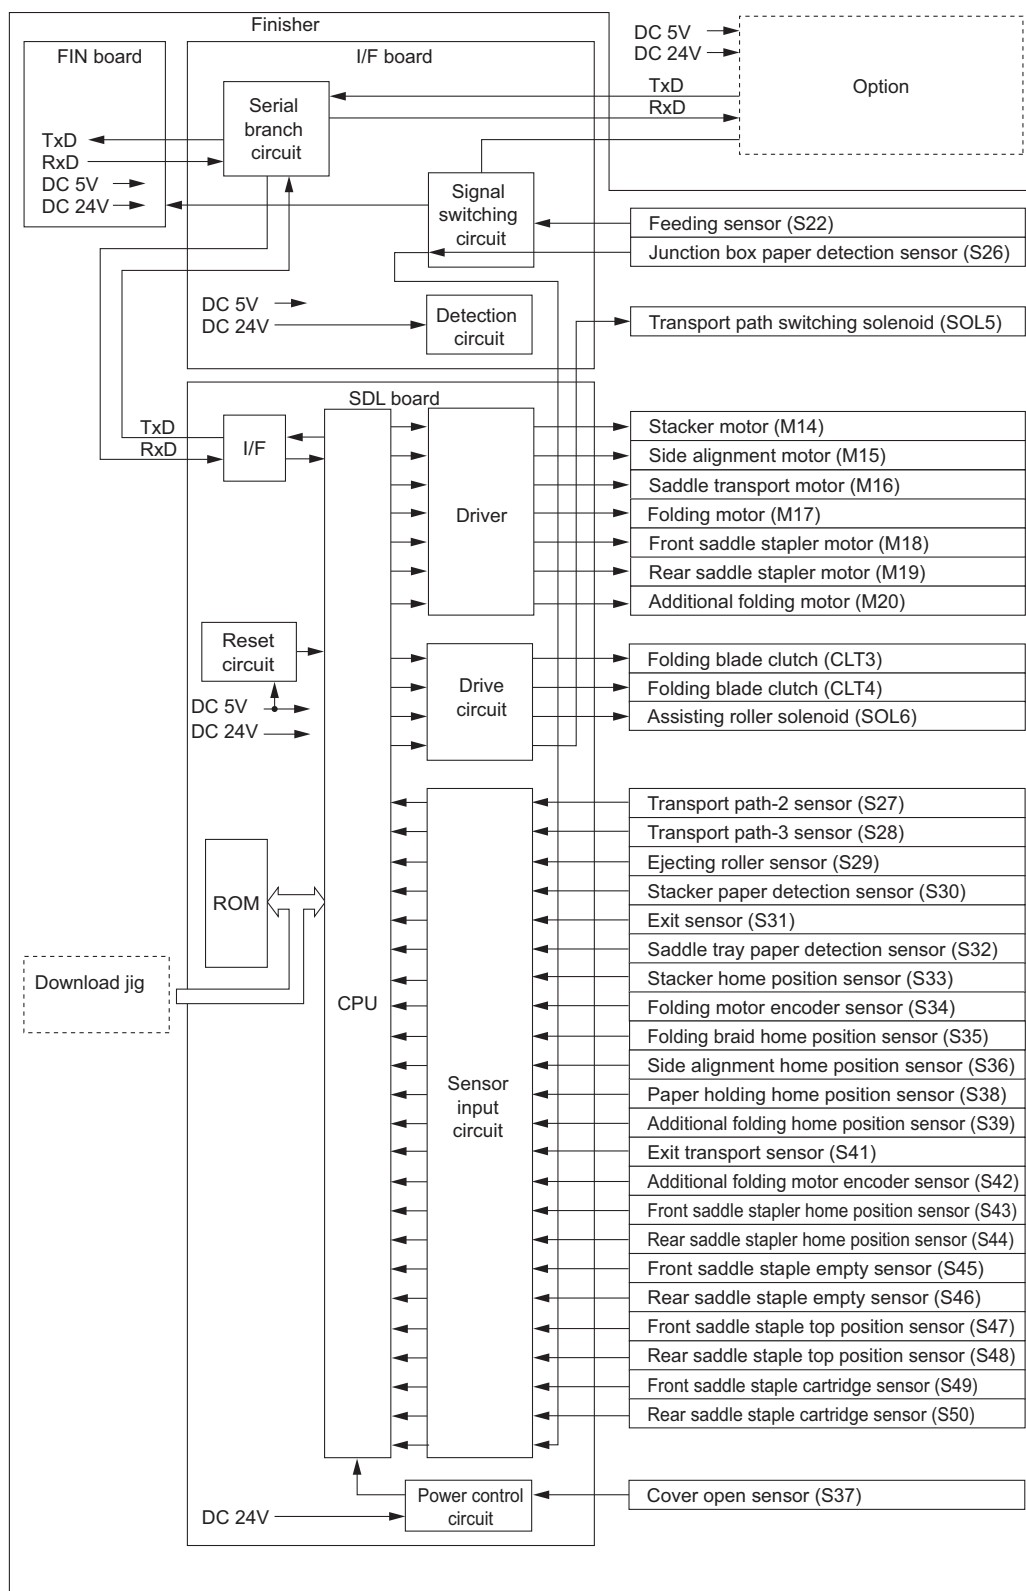 Finisher
FIN board
I/F board
DC 5V
DC 24V
Option
TxD
RxD
Serial
branch
circuit
TxD
RxD
DC 5V
DC 24V
Signal
switching
circuit
Feeding sensor (S22)
Junction box paper detection sensor (S26)
DC 5V
DC 24V
Detection
circuit
Transport path switching solenoid (SOL5)
SDL board
TxD
RxD
I/F
Driver
Stacker motor (M14)
Side alignment motor (M15)
Saddle transport motor (M16)
Folding motor (M17)
Front saddle stapler motor (M18)
Rear saddle stapler motor (M19)
Additional folding motor (M20)
Reset
circuit
DC 5V
DC 24V
Drive
circuit
Folding blade clutch (CLT3)
Folding blade clutch (CLT4)
Assisting roller solenoid (SOL6)
ROM
Download jig
CPU
Sensor
input
circuit
Transport path-2 sensor (S27)
Transport path-3 sensor (S28)
Ejecting roller sensor (S29)
Stacker paper detection sensor (S30)
Exit sensor (S31)
Saddle tray paper detection sensor (S32)
Stacker home position sensor (S33)
Folding motor encoder sensor (S34)
Folding braid home position sensor (S35)
Side alignment home position sensor (S36)
Paper holding home position sensor (S38)
Additional folding home position sensor (S39)
Exit transport sensor (S41)
Additional folding motor encoder sensor (S42)
Front saddle stapler home position sensor (S43)
Rear saddle stapler home position sensor (S44)
Front saddle staple empty sensor (S45)
Rear saddle staple empty sensor (S46)
Front saddle staple top position sensor (S47)
Rear saddle staple top position sensor (S48)
Front saddle staple cartridge sensor (S49)
Rear saddle staple cartridge sensor (S50)
DC 24V
Power control
circuit
Cover open sensor (S37)